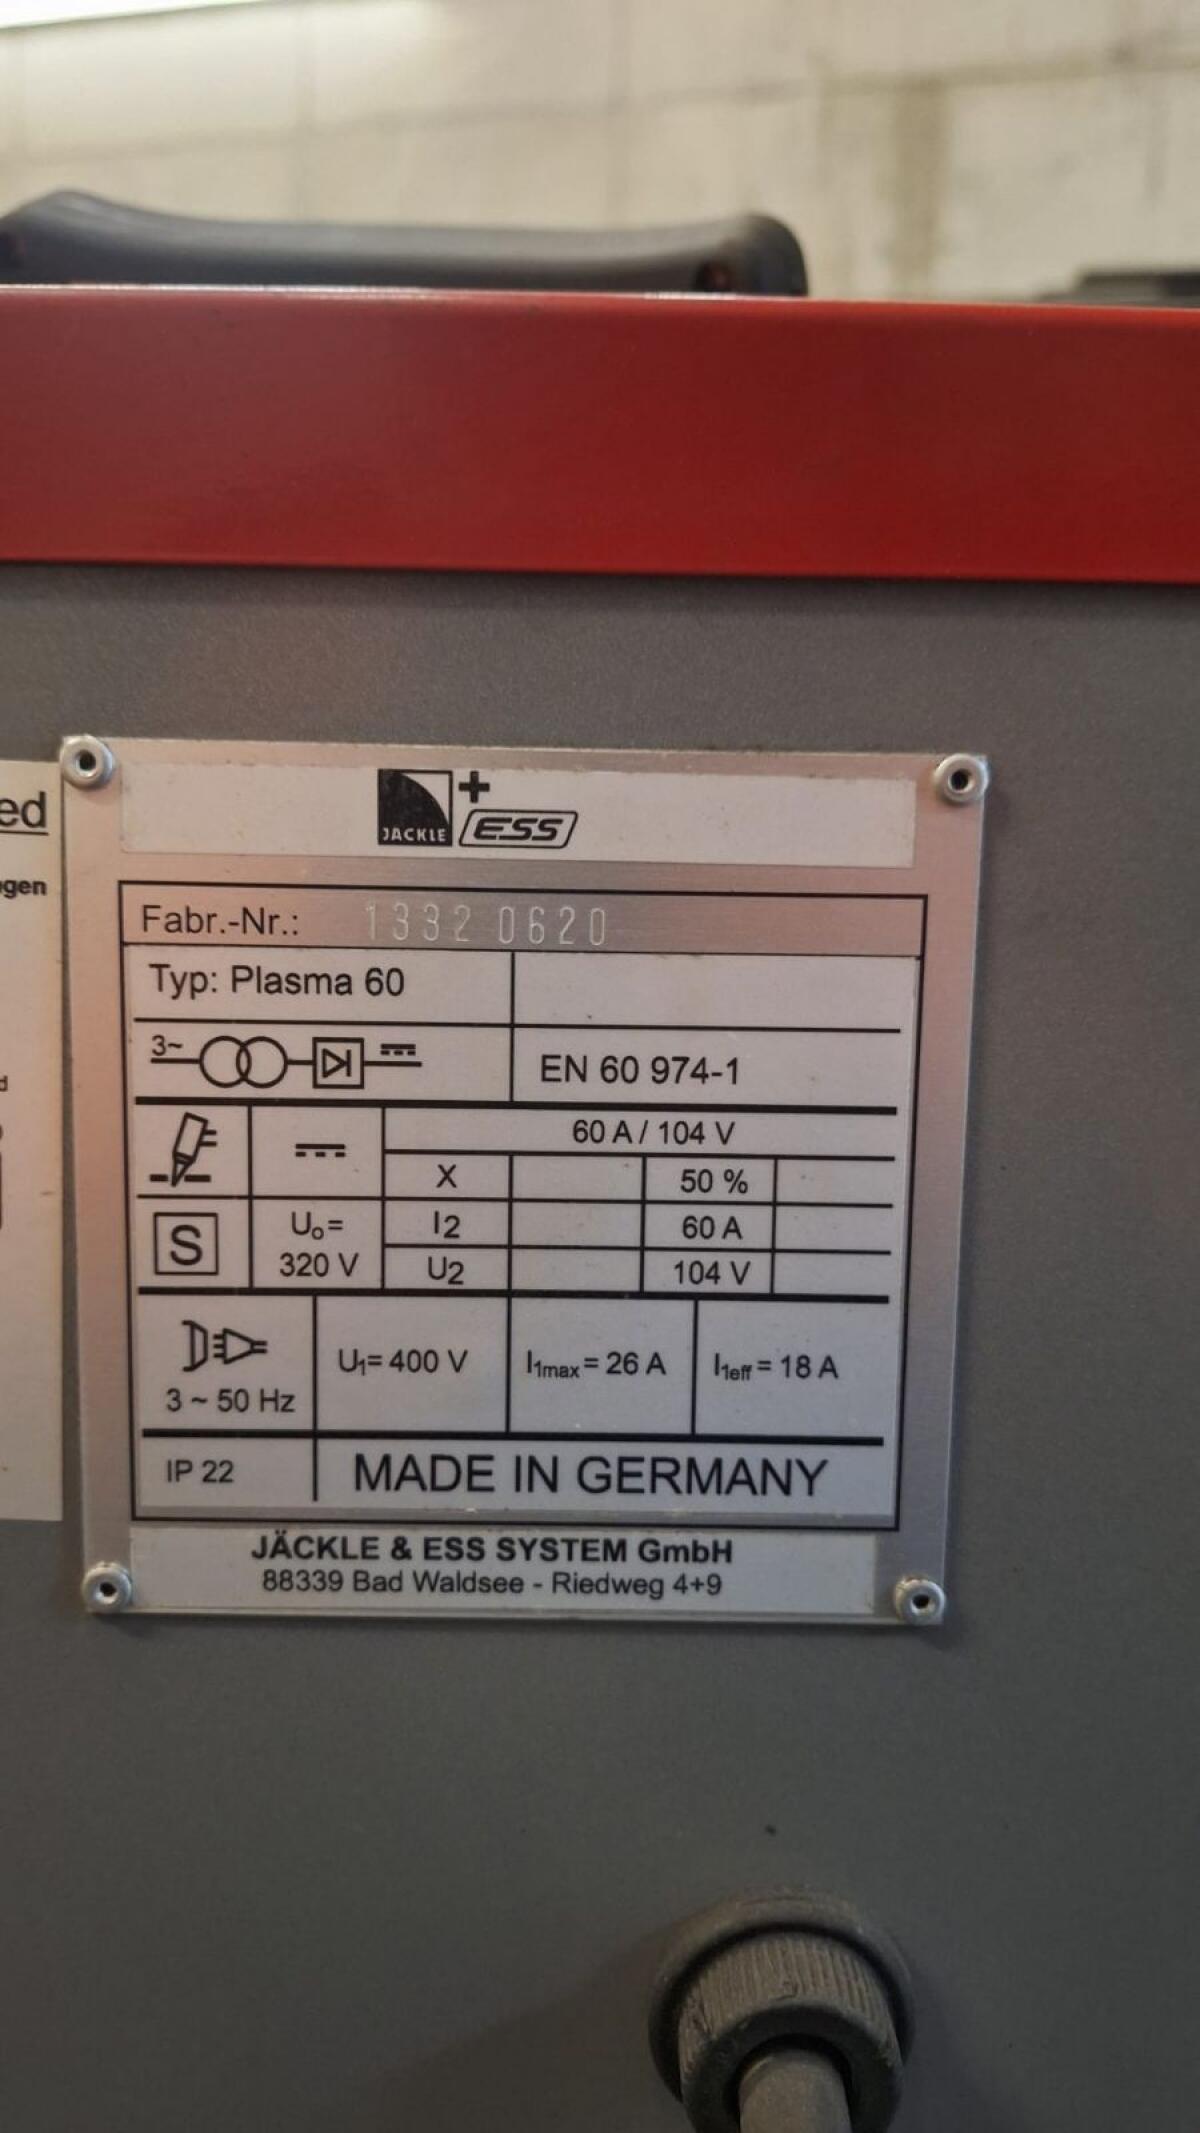 ed
gen
d
JÄCKLE + ESS
Fabr.-Nr.: 1332 0620
Typ: Plasma 60
3~
EN 60 974-1
60 A / 104 V
X 50 %
S
U₀=
320 V
I2 60 A
U2 104 V
3 ~ 50 Hz
U₁= 400 V
I1max = 26 A
I1eff = 18 A
IP 22
MADE IN GERMANY
JÄCKLE & ESS SYSTEM GmbH
88339 Bad Waldsee - Riedweg 4+9